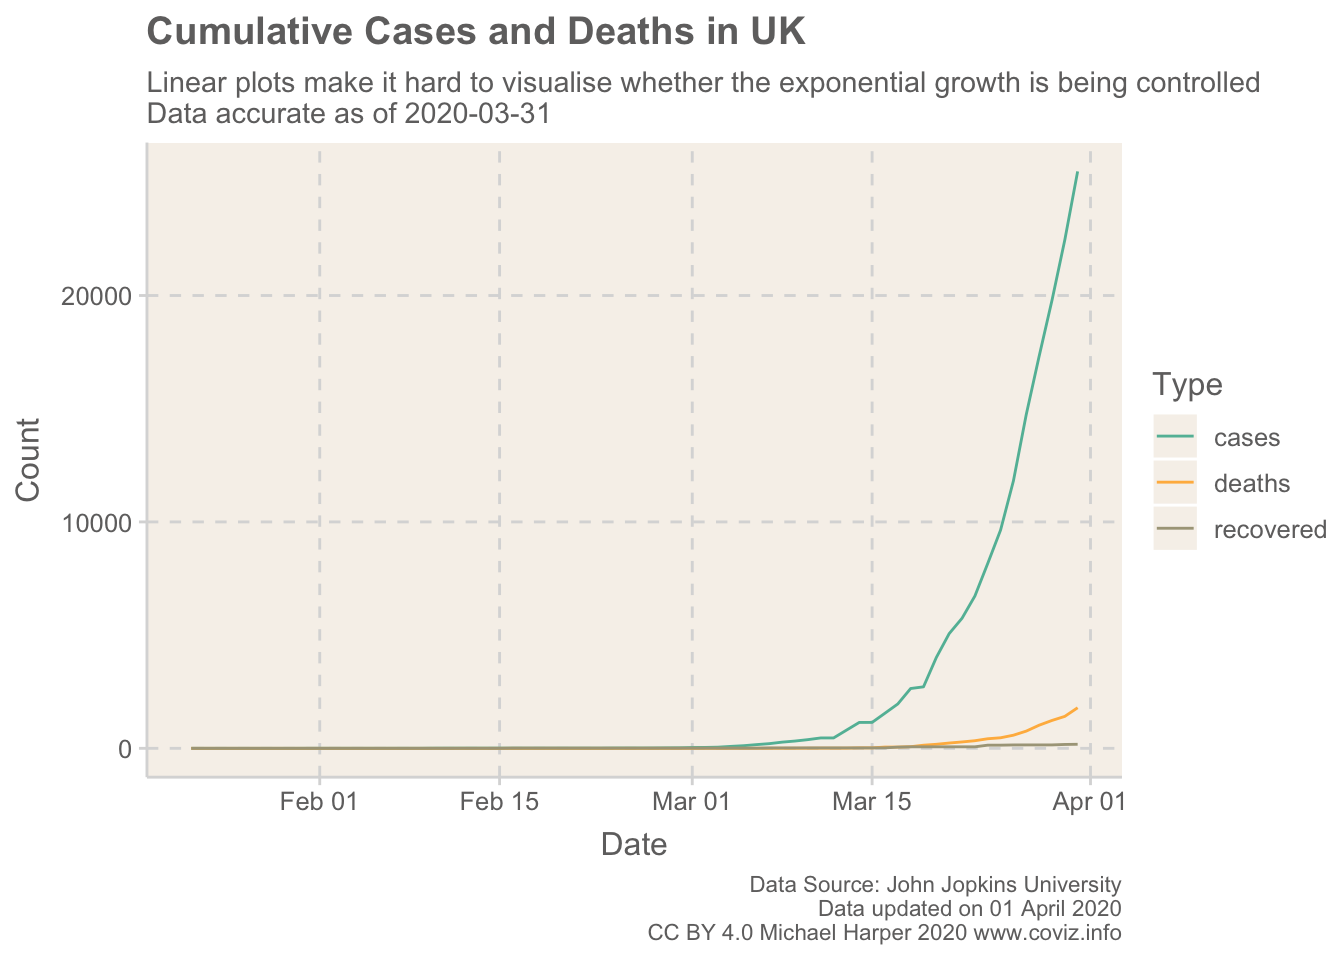 Cumulative Cases and Deaths in UK
Linear plots make it hard to visualise whether the exponential growth is being controlled
Data accurate as of 2020-03-31
Count
20000
10000
0
Feb 01
Feb 15
Mar 01
Mar 15
Apr 01
Date
Type
cases
deaths
recovered
Data Source: John Jopkins University
Data updated on 01 April 2020
CC BY 4.0 Michael Harper 2020 www.coviz.info